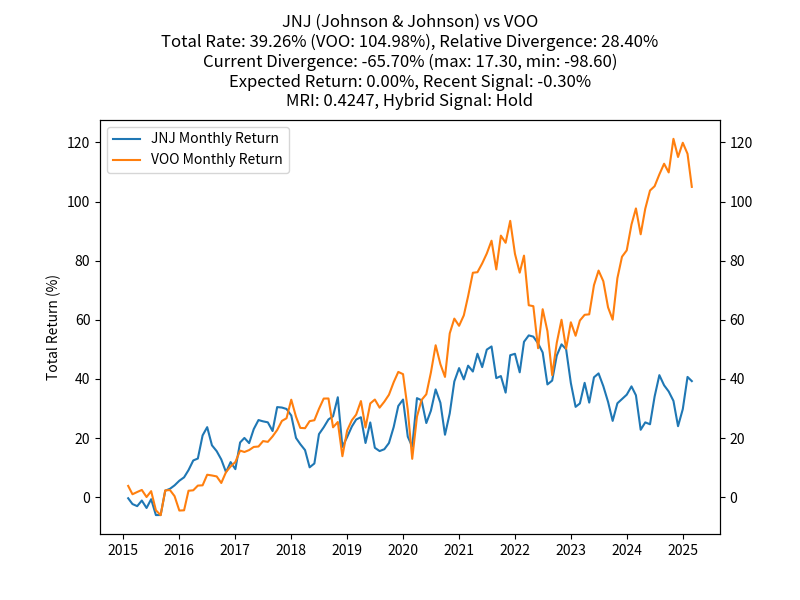 JNJ (Johnson & Johnson) vs VOO
Total Rate: 39.26% (VOO: 104.98%), Relative Divergence: 28.40%
Current Divergence: -65.70% (max: 17.30, min: -98.60)
Expected Return: 0.00%, Recent Signal: -0.30%
MRI: 0.4247, Hybrid Signal: Hold
JNJ Monthly Return
VOO Monthly Return
Total Return (%)
120
100
80
60
40
20
0
120
100
80
60
40
20
0
2015 2016 2017 2018 2019 2020 2021 2022 2023 2024 2025